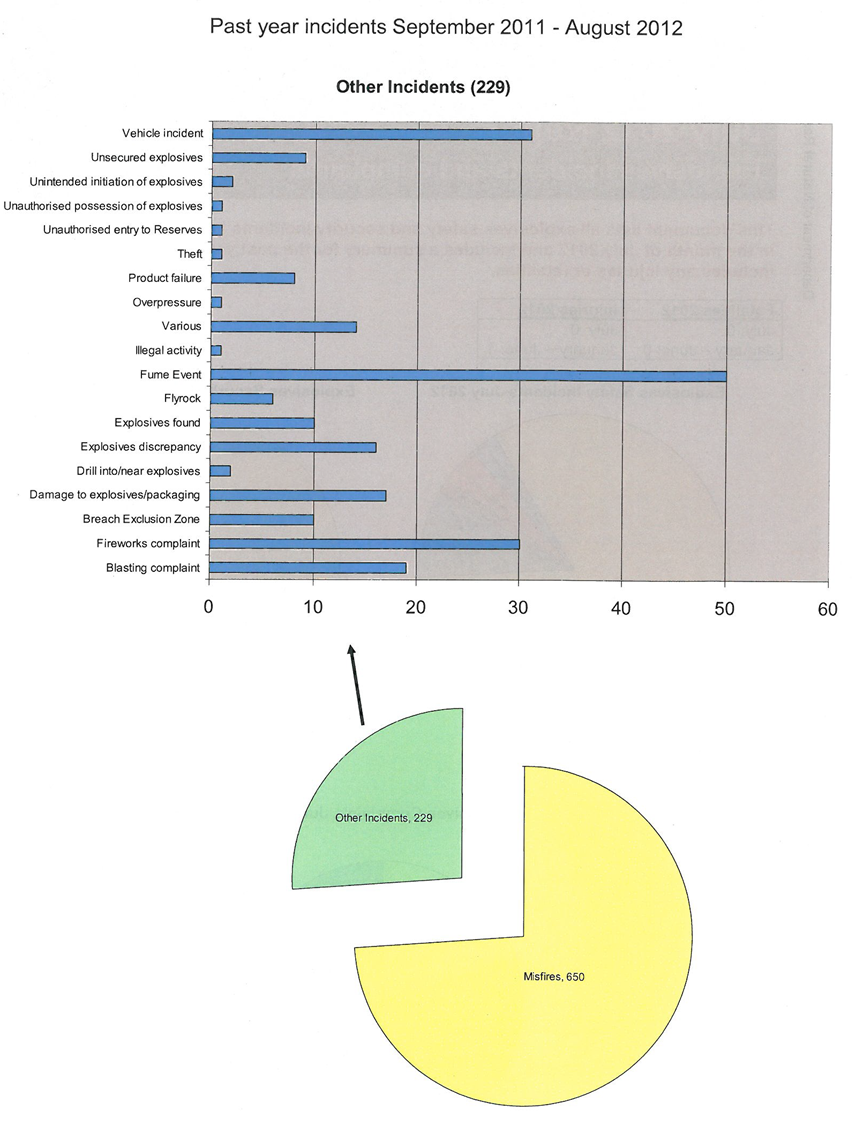 Past year incidents September 2011 - August 2012
Other Incidents (229)
Vehicle incident
Unsecured explosives
Unintended initiation of explosives
Unauthorised possession of explosives
Unauthorised entry to Reserves
Theft
Product failure
Overpressure
Various
Illegal activity
Fume Event
Flyrock
Explosives found
Explosives discrepancy
Drill into/near explosives
Damage to explosives/packaging
Breach Exclusion Zone
Fireworks complaint
Blasting complaint
0 10 20 30 40 50 60
Other Incidents, 229
Misfires, 650